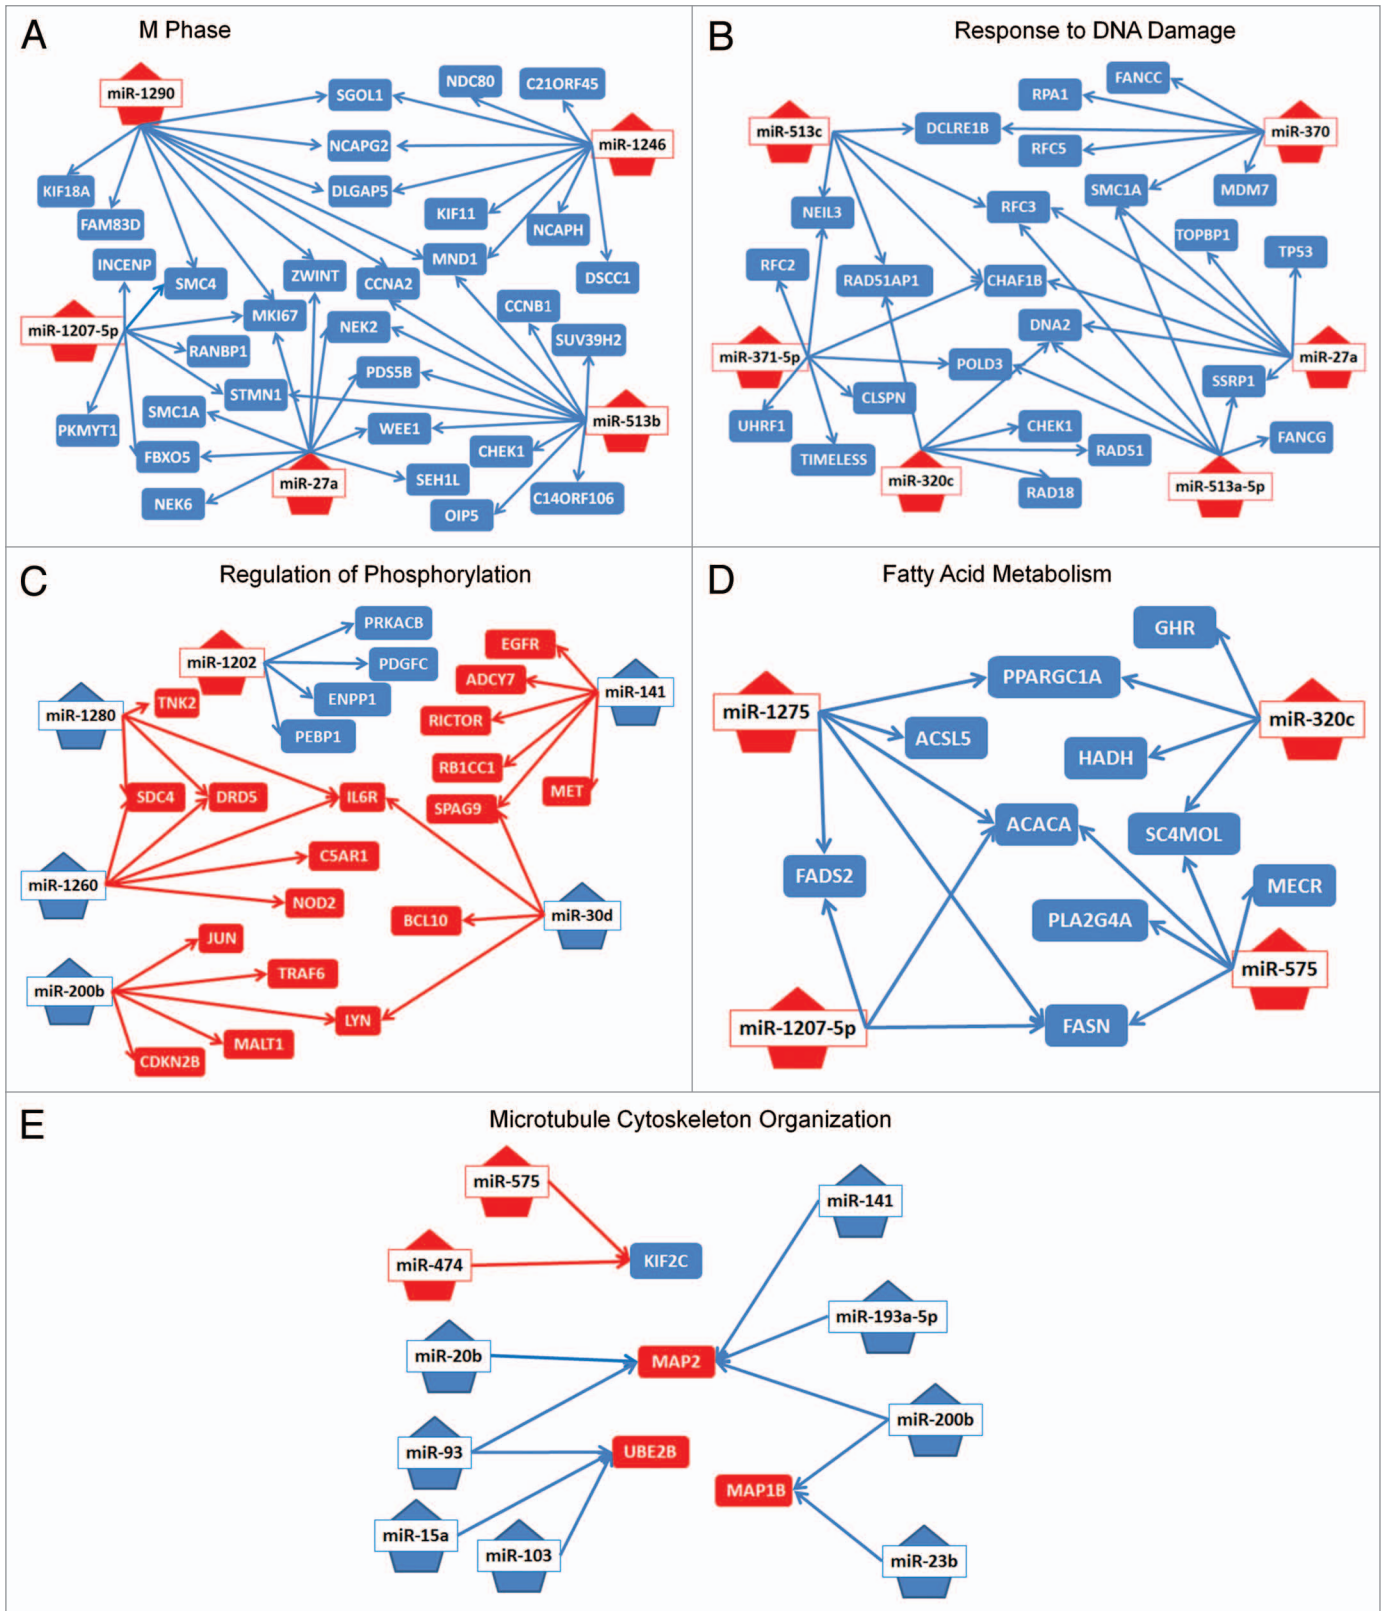 A
M Phase
miR-1290
SGOL1
NDC80
C21ORF45
NCAPG2
miR-1246
KIF18A
DLGAP5
FAM83D
KIF11
NCAPH
INCENP
SMC4
ZWINT
CCNA2
MND1
DSCC1
miR-1207-5p
MKI67
NEK2
CCNB1
SUV39H2
RANBP1
PDS5B
STMN1
SMC1A
PKMYT1
WEE1
miR-513b
FBXO5
CHEK1
miR-27a
SEH1L
NEK6
OIP5
C14ORF106
B
Response to DNA Damage
FANCC
RPA1
miR-513c
DCLRE1B
miR-370
RFC5
SMC1A
MDM7
NEIL3
RFC3
TOPBP1
TP53
RFC2
RAD51AP1
CHAF1B
DNA2
miR-371-5p
POLD3
miR-27a
SSRP1
CLSPN
UHRF1
CHEK1
FANCG
TIMELESS
RAD51
miR-320c
RAD18
miR-513a-5p
C
Regulation of Phosphorylation
PRKACB
EGFR
miR-1202
PDGFC
ADCY7
miR-141
TNK2
ENPP1
miR-1280
RICTOR
PEBP1
RB1CC1
SDC4
DRD5
IL6R
SPAG9
MET
C5AR1
miR-1260
NOD2
BCL10
miR-30d
JUN
TRAF6
miR-200b
LYN
MALT1
CDKN2B
D
Fatty Acid Metabolism
GHR
PPARGC1A
miR-1275
miR-320c
ACSL5
HADH
ACACA
SC4MOL
FADS2
MECR
PLA2G4A
miR-575
miR-1207-5p
FASN
E
Microtubule Cytoskeleton Organization
miR-575
miR-141
miR-474
KIF2C
miR-193a-5p
miR-20b
MAP2
miR-200b
miR-93
UBE2B
MAP1B
miR-15a
miR-103
miR-23b